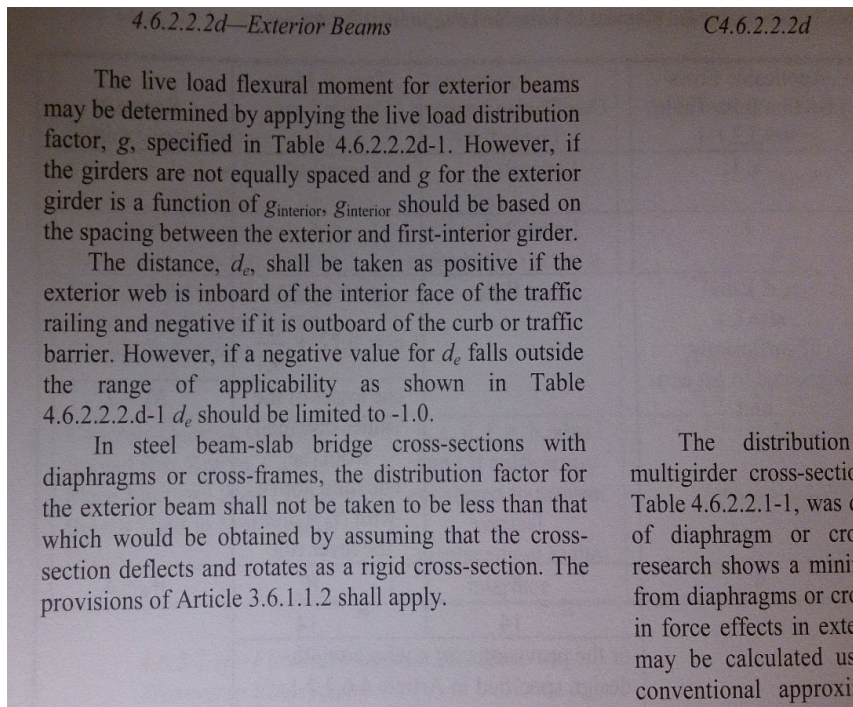 4.6.2.2.2d—Exterior Beams
The live load flexural moment for exterior beams
may be determined by applying the live load distribution
factor, g, specified in Table 4.6.2.2.2d-1. However, if
the girders are not equally spaced and g for the exterior
girder is a function of ginterior, ginterior should be based on
the spacing between the exterior and first-interior girder.
The distance, de, shall be taken as positive if the
exterior web is inboard of the interior face of the traffic
railing and negative if it is outboard of the curb or traffic
barrier. However, if a negative value for de falls outside
the range of applicability as shown in Table
4.6.2.2.2.d-1 de should be limited to -1.0.
In steel beam-slab bridge cross-sections with
diaphragms or cross-frames, the distribution factor for
the exterior beam shall not be taken to be less than that
which would be obtained by assuming that the cross-
section deflects and rotates as a rigid cross-section. The
provisions of Article 3.6.1.1.2 shall apply.
C4.6.2.2.2d
The distribution
multigirder cross-sectio
Table 4.6.2.2.1-1, was
of diaphragm or cro
research shows a mini
from diaphragms or cro
in force effects in exte
may be calculated us
conventional approxi